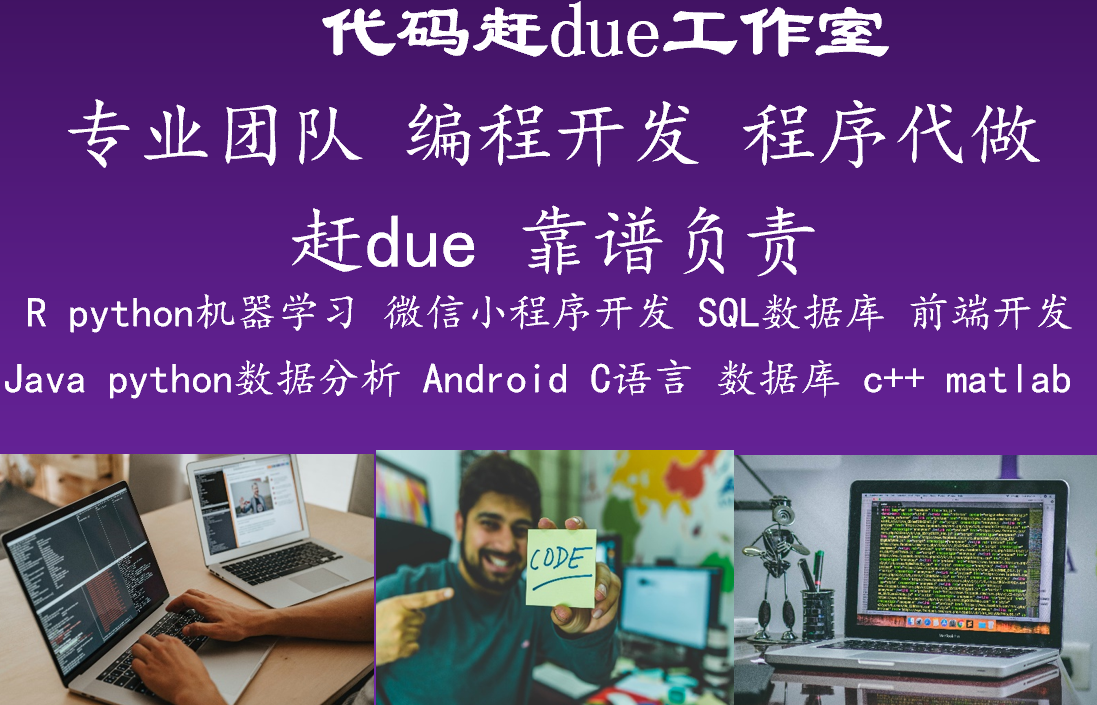 代码赶due工作室
专业团队 编程开发 程序代做
赶due 靠谱负责
R python机器学习 微信小程序开发 SQL数据库 前端开发
Java python数据分析 Android C语言 数据库 c++ matlab
CODE